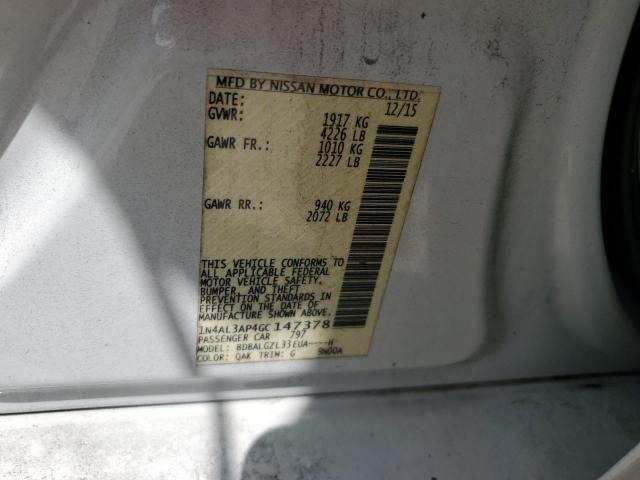 MFD BY NISSAN MOTOR CO., LTD.
DATE: 12/15
GVWR: 1917 KG
4226 LB
GAWR FR.: 1010 KG
2227 LB
GAWR RR.: 940 KG
2072 LB
THIS VEHICLE CONFORMS TO
ALL APPLICABLE FEDERAL
MOTOR VEHICLE SAFETY,
BUMPER, AND THEFT
PREVENTION STANDARDS IN
EFFECT ON THE DATE OF
MANUFACTURE SHOWN ABOVE.
1N4AL3AP4GC147378
PASSENGER CAR 797
MODEL: BDBALGZL33EUA----H
COLOR: QAK TRIM: G 9N00A